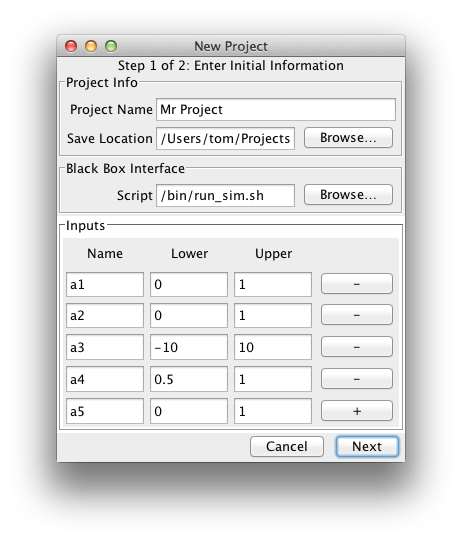 New Project
Step 1 of 2: Enter Initial Information
Project Info
Project Name Mr Project
Save Location /Users/tom/Projects Browse...
Black Box Interface
Script /bin/run_sim.sh Browse...
Inputs
Name Lower Upper
a1 0 1 -
a2 0 1 -
a3 -10 10 -
a4 0.5 1 -
a5 0 1 +
Cancel Next